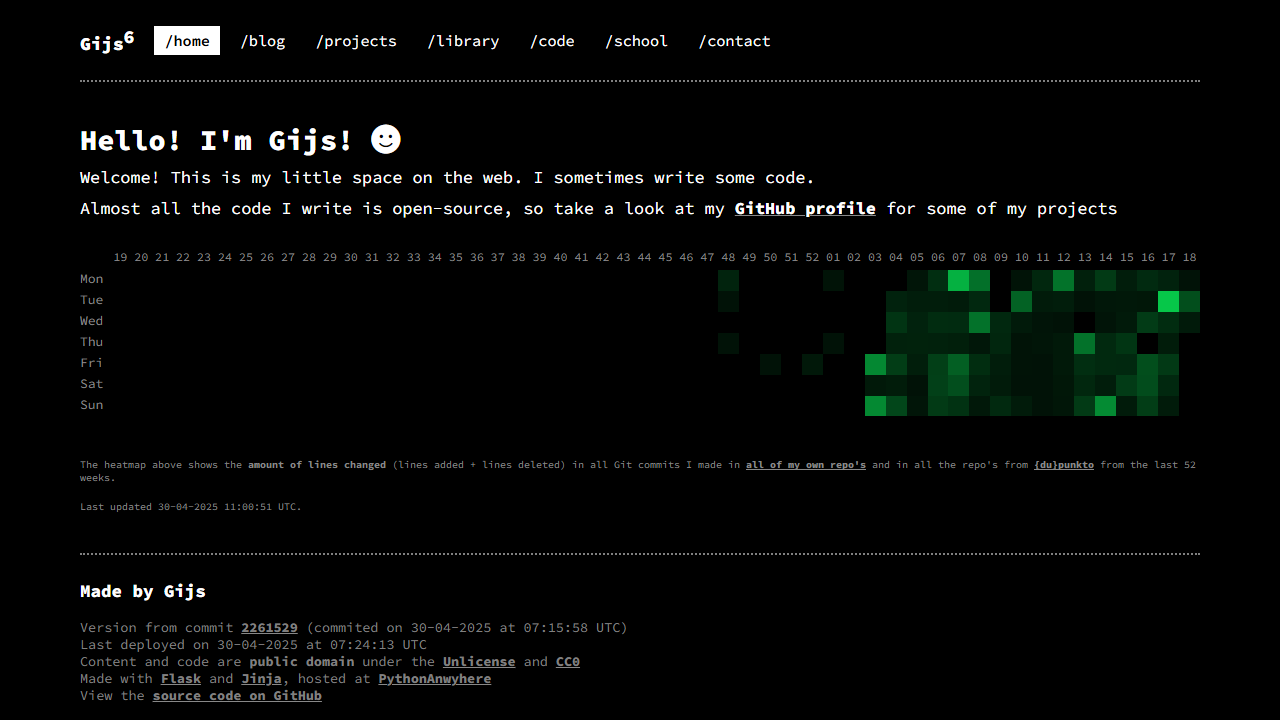 Gijs6 /home /blog /projects /library /code /school /contact
Hello! I'm Gijs!
Welcome! This is my little space on the web. I sometimes write some code.
Almost all the code I write is open-source, so take a look at my GitHub profile for some of my projects
19 20 21 22 23 24 25 26 27 28 29 30 31 32 33 34 35 36 37 38 39 40 41 42 43 44 45 46 47 48 49 50 51 52 01 02 03 04 05 06 07 08 09 10 11 12 13 14 15 16 17 18
Mon
Tue
Wed
Thu
Fri
Sat
Sun
The heatmap above shows the amount of lines changed (lines added + lines deleted) in all Git commits I made in all of my own repo's and in all the repo's from {du}punkto from the last 52
weeks.
Last updated 30-04-2025 11:00:51 UTC.
Made by Gijs
Version from commit 2261529 (commited on 30-04-2025 at 07:15:58 UTC)
Last deployed on 30-04-2025 at 07:24:13 UTC
Content and code are public domain under the Unlicense and CC0
Made with Flask and Jinja, hosted at PythonAnwyhere
View the source code on GitHub